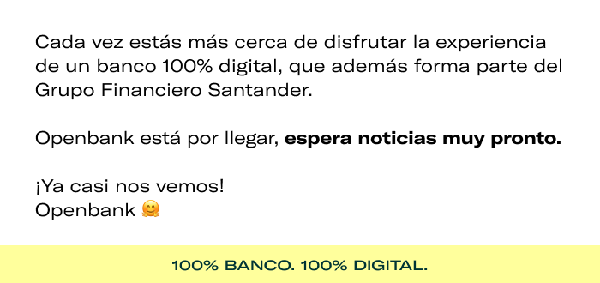 Cada vez estás más cerca de disfrutar la experiencia
de un banco 100% digital, que además forma parte del
Grupo Financiero Santander.
Openbank está por llegar, espera noticias muy pronto.
¡Ya casi nos vemos!
Openbank 🤗
100% BANCO. 100% DIGITAL.